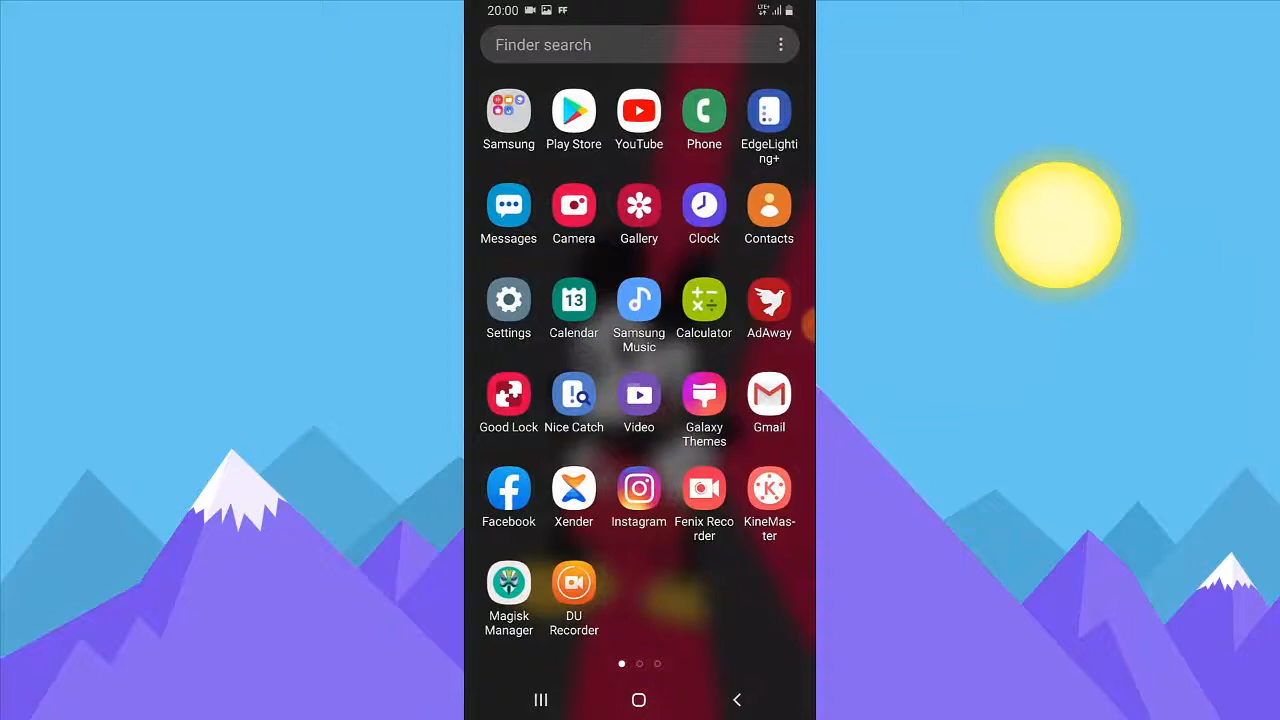 20:00 FF LTE+
Finder search
Samsung Play Store YouTube Phone EdgeLighti
ng+
Messages Camera Gallery Clock Contacts
13
Settings Calendar Samsung Calculator AdAway
Music
Good Lock Nice Catch Video Galaxy Gmail
Themes
K
Facebook Xender Instagram Fenix Reco KineMas-
rder ter
Magisk DU
Manager Recorder